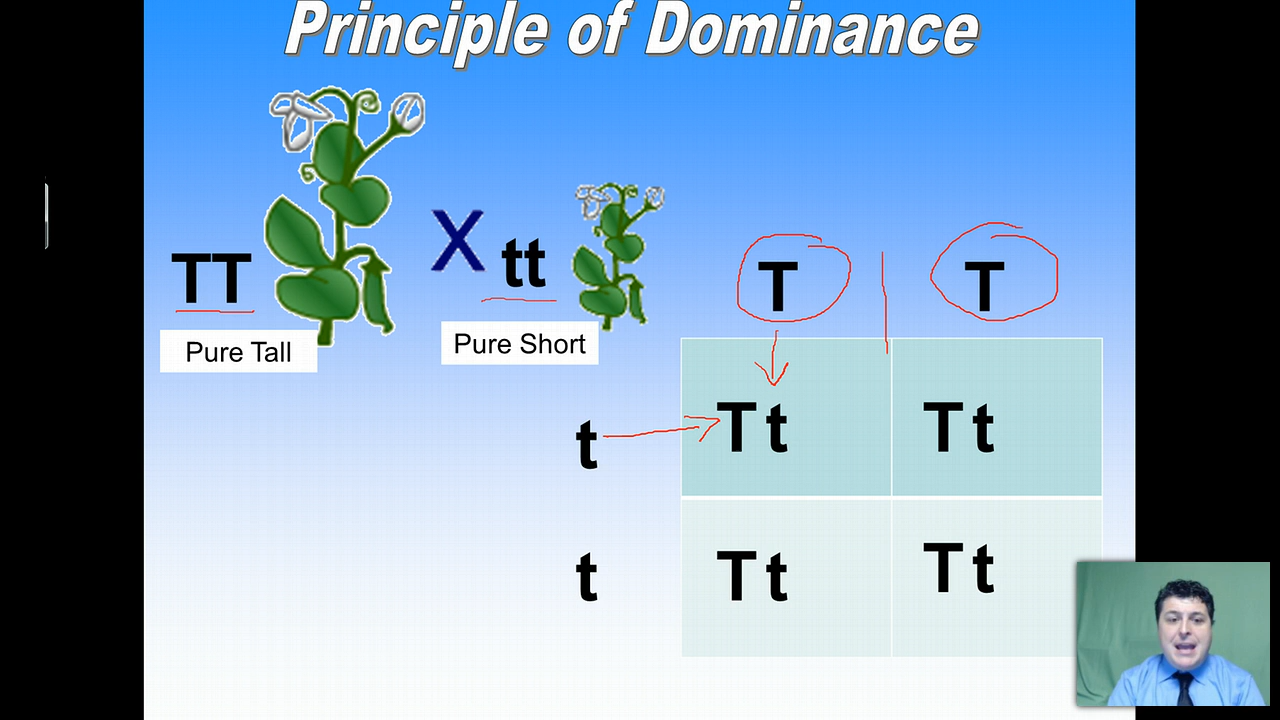 Principle of Dominance
TT X tt
Pure Tall
Pure Short
T T
t Tt Tt
t Tt Tt